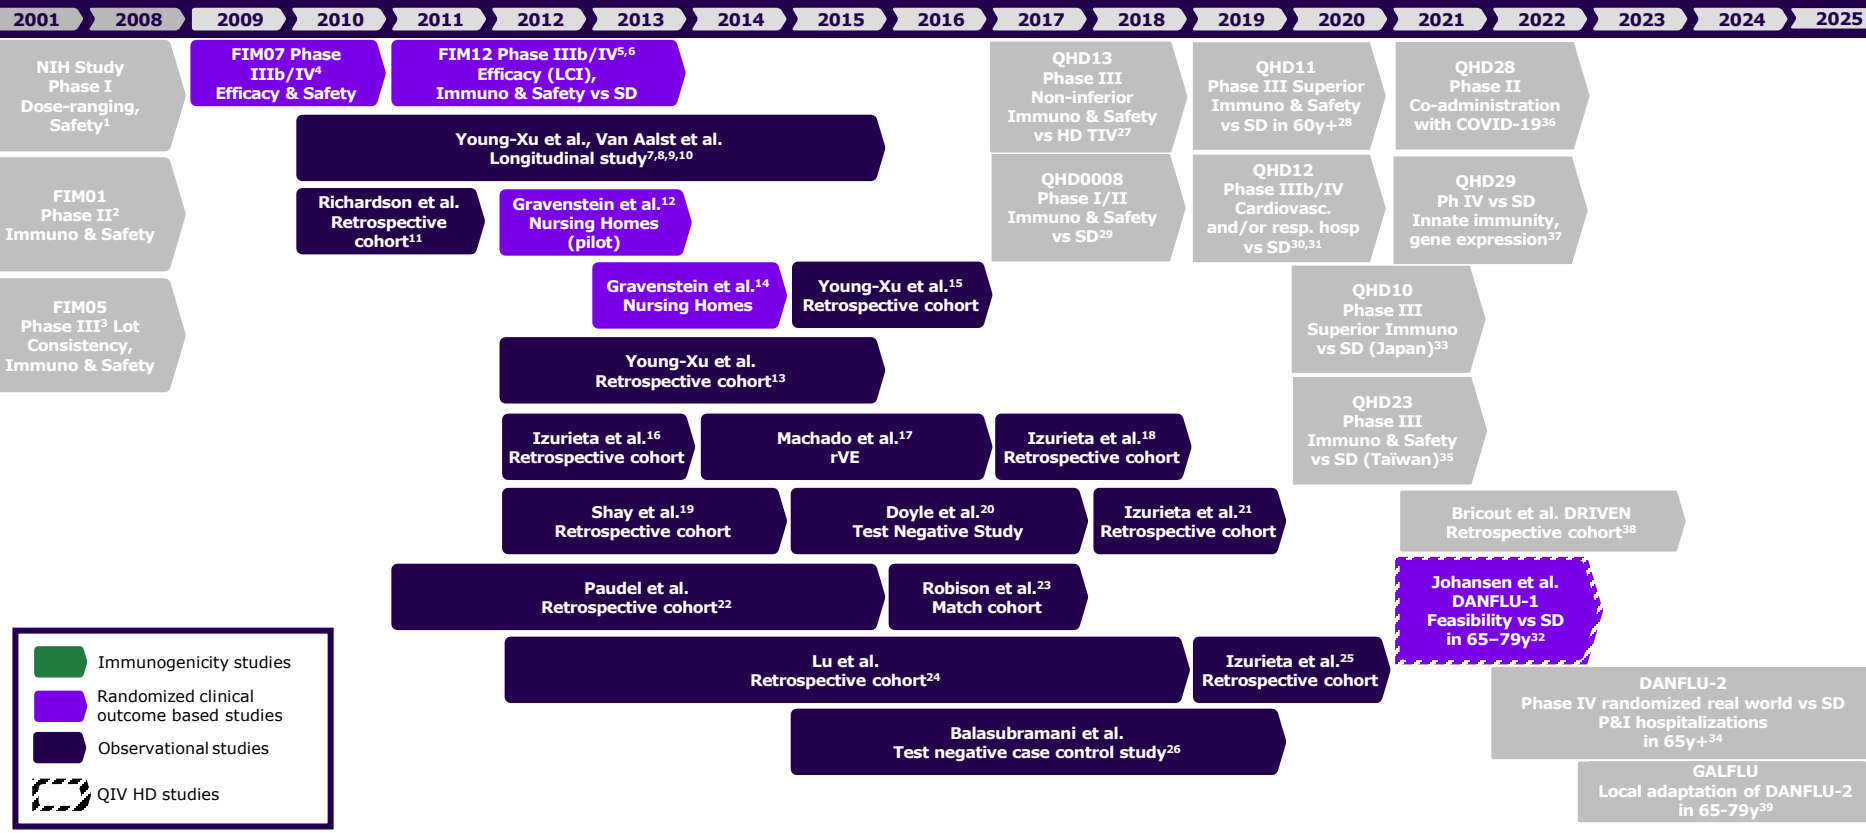 2001 2008 2009 2010 2011 2012 2013 2014 2015 2016 2017 2018 2019 2020 2021 2022 2023 2024 2025
NIH Study
Phase I
Dose-ranging,
Safety¹
FIM01
Phase II²
Immuno & Safety
FIM05
Phase III³ Lot
Consistency,
Immuno & Safety
FIM07 Phase
IIIb/IV⁴
Efficacy & Safety
FIM12 Phase IIIb/IV⁵,⁶
Efficacy (LCI),
Immuno & Safety vs SD
Young-Xu et al., Van Aalst et al.
Longitudinal study⁷,⁸,⁹,¹⁰
Richardson et al.
Retrospective
cohort¹¹
Gravenstein et al.¹²
Nursing Homes
(pilot)
Gravenstein et al.¹⁴
Nursing Homes
Young-Xu et al.¹⁵
Retrospective cohort
Young-Xu et al.
Retrospective cohort¹³
Izurieta et al.¹⁶
Retrospective cohort
Machado et al.¹⁷
rVE
Izurieta et al.¹⁸
Retrospective cohort
Shay et al.¹⁹
Retrospective cohort
Doyle et al.²⁰
Test Negative Study
Izurieta et al.²¹
Retrospective cohort
Paudel et al.
Retrospective cohort²²
Robison et al.²³
Match cohort
Lu et al.
Retrospective cohort²⁴
Izurieta et al.²⁵
Retrospective cohort
Balasubramani et al.
Test negative case control study²⁶
QHD13
Phase III
Non-inferior
Immuno & Safety
vs HD TIV²⁷
QHD0008
Phase I/II
Immuno & Safety
vs SD²⁹
QHD11
Phase III Superior
Immuno & Safety
vs SD in 60y+²⁸
QHD12
Phase IIIb/IV
Cardiovasc.
and/or resp. hosp
vs SD³⁰,³¹
QHD28
Phase II
Co-administration
with COVID-19³⁶
QHD29
Ph IV vs SD
Innate immunity,
gene expression³⁷
QHD10
Phase III
Superior Immuno
vs SD (Japan)³³
QHD23
Phase III
Immuno & Safety
vs SD (Taïwan)³⁵
Bricout et al. DRIVEN
Retrospective cohort³⁸
Johansen et al.
DANFLU-1
Feasibility vs SD
in 65–79y³²
DANFLU-2
Phase IV randomized real world vs SD
P&I hospitalizations
in 65y+³⁴
GALFLU
Local adaptation of DANFLU-2
in 65-79y³⁹
Immunogenicity studies
Randomized clinical
outcome based studies
Observational studies
QIV HD studies